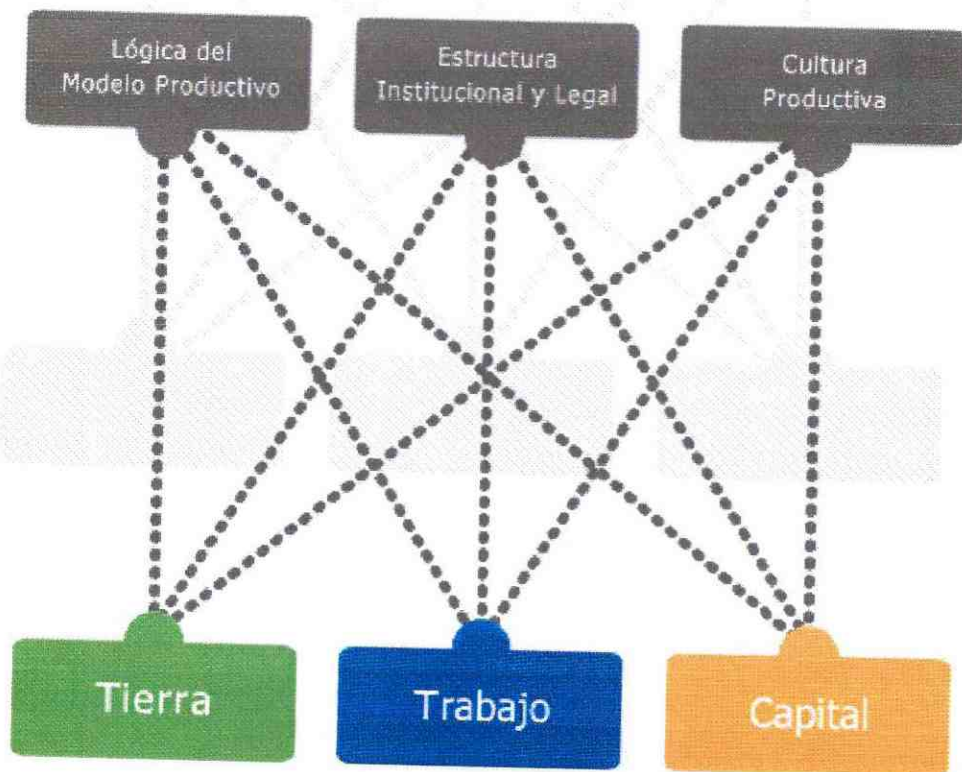 Lógica del
Modelo Productivo
Estructura
Institucional y Legal
Cultura
Productiva
Tierra
Trabajo
Capital